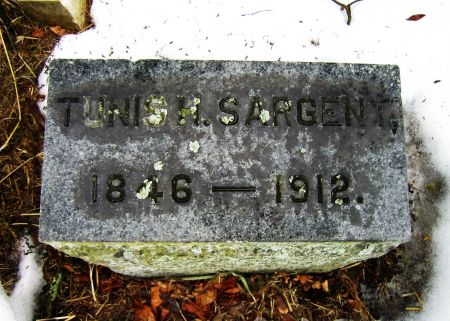 TUNIS H. SARGENT,
1846 — 1912.